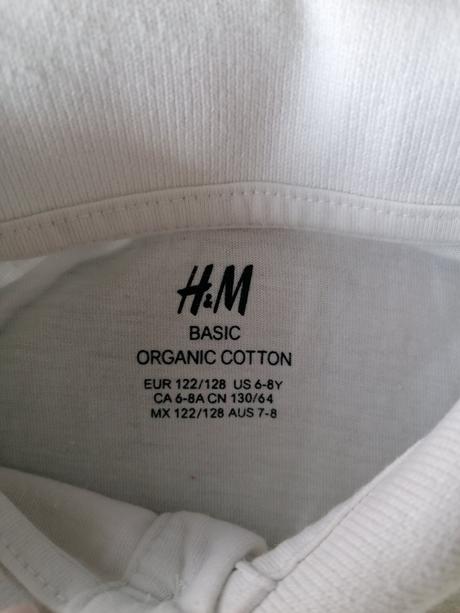 H&M
BASIC
ORGANIC COTTON
EUR 122/128 US 6-8Y
CA 6-8A CN 130/64
MX 122/128 AUS 7-8